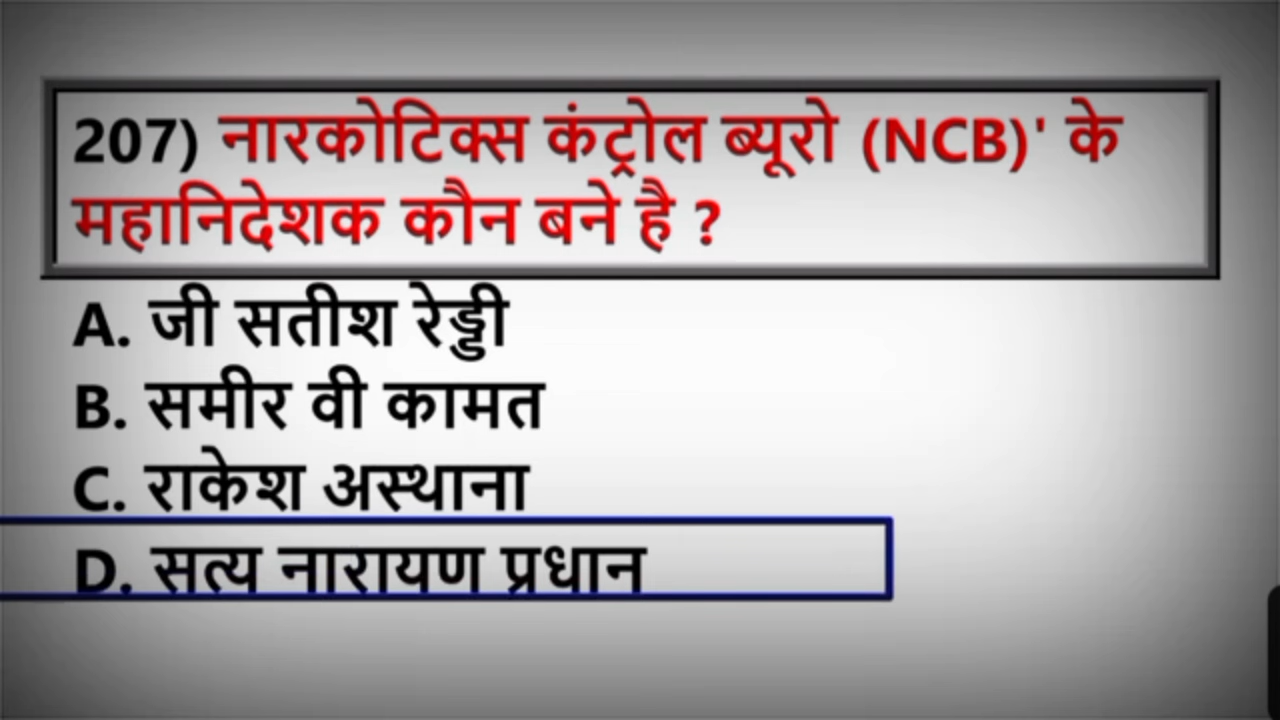 207) नारकोटिक्स कंट्रोल ब्यूरो (NCB)' के
महानिदेशक कौन बने है ?
A. जी सतीश रेड्डी
B. समीर वी कामत
C. राकेश अस्थाना
D. सत्य नारायण प्रधान